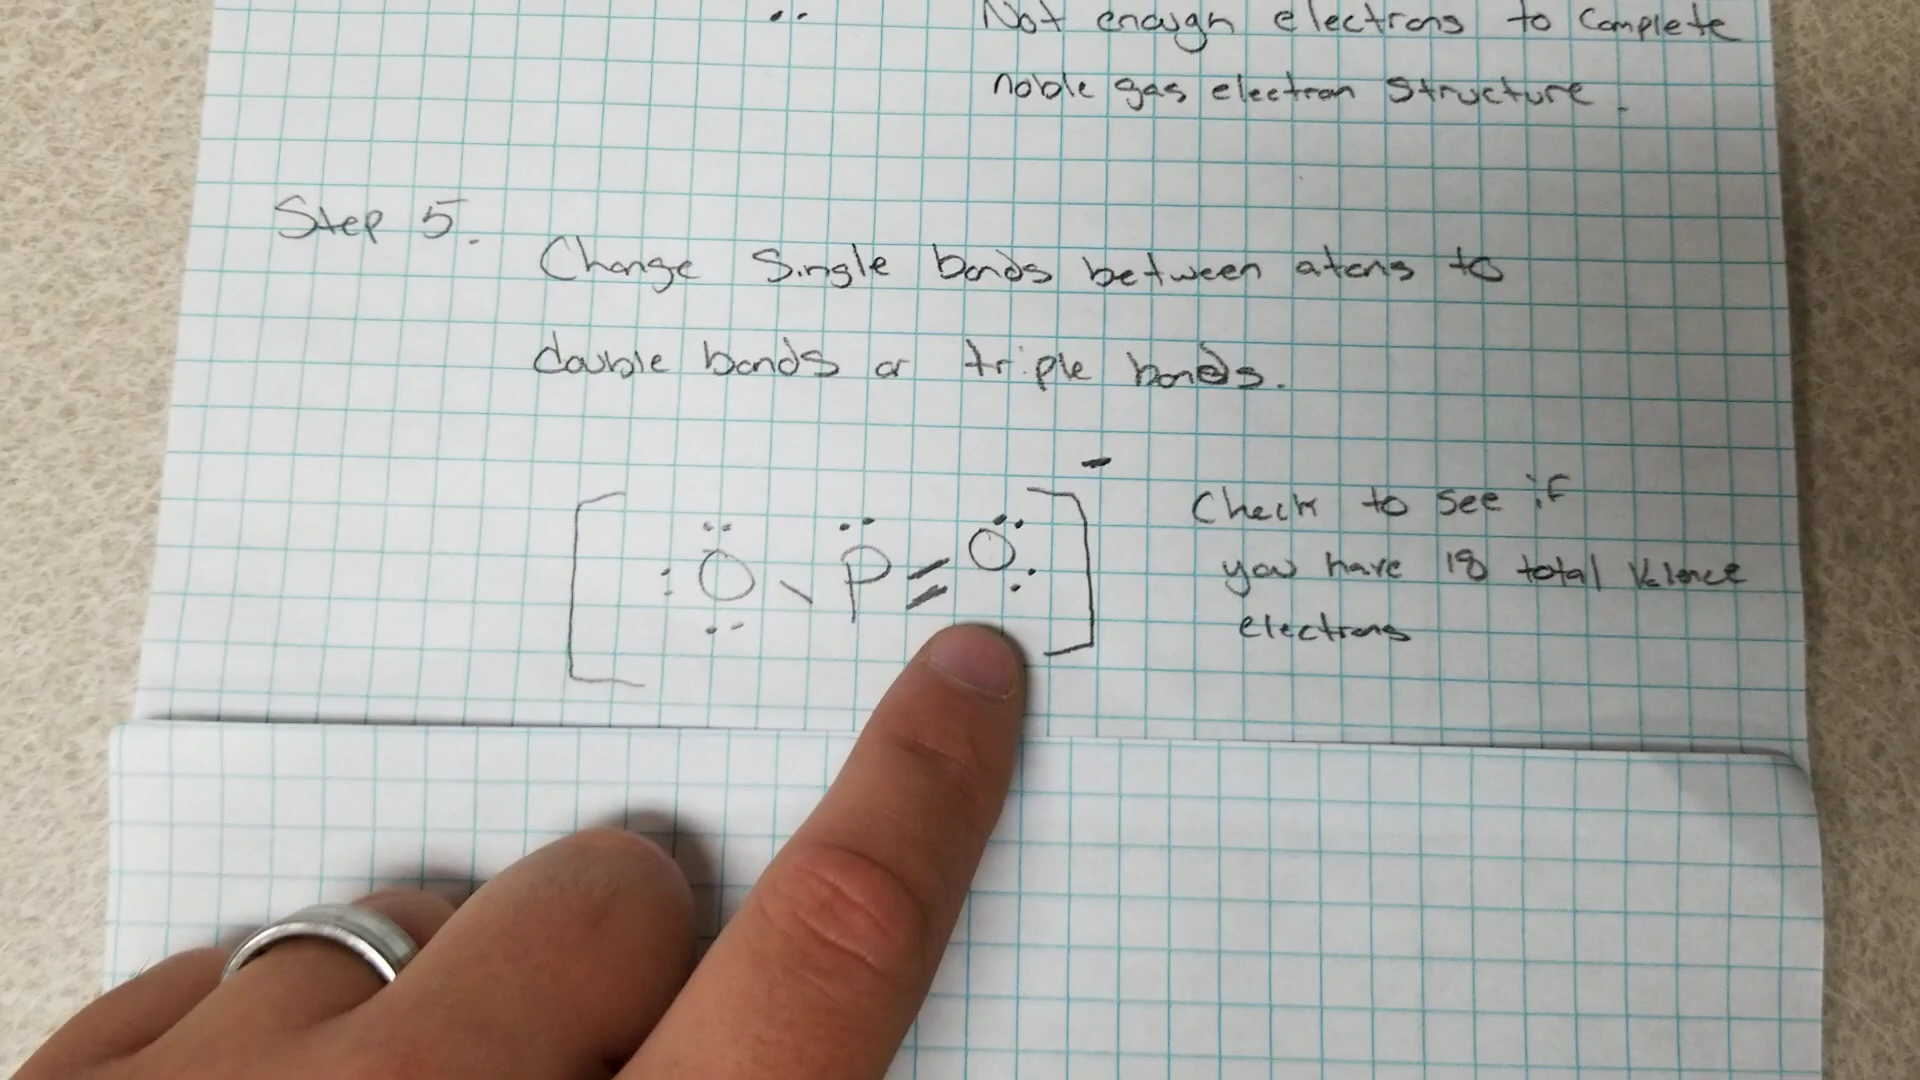 Not enough electrons to complete
noble gas electron structure.
Step 5.
Change single bonds between atoms to
double bonds or triple bonds.
[:O\P=O:]-
Check to see if
you have 18 total valence
electrons